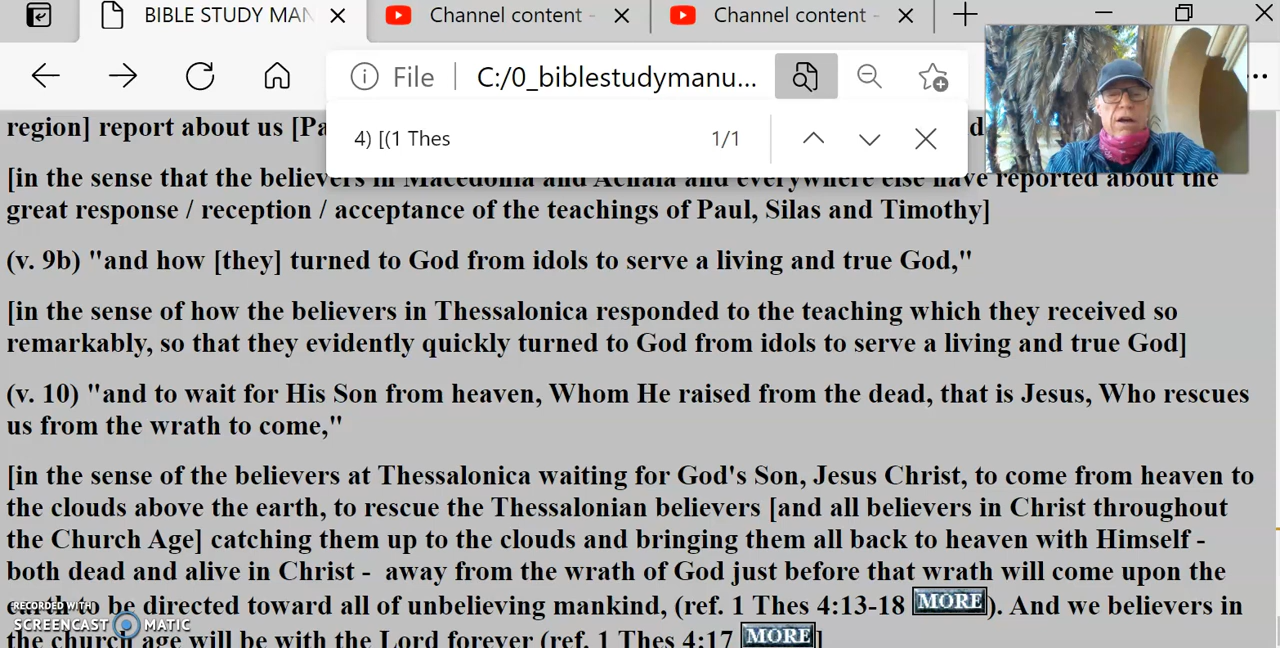 BIBLE STUDY MAN
Channel content -
Channel content -
File
C:/0_biblestudymanu...
4) [(1 Thes
1/1
region] report about us [Pa
[in the sense that the believers in Macedonia and Achaia and everywhere else have reported about the
great response / reception / acceptance of the teachings of Paul, Silas and Timothy]
(v. 9b) "and how [they] turned to God from idols to serve a living and true God,"
[in the sense of how the believers in Thessalonica responded to the teaching which they received so
remarkably, so that they evidently quickly turned to God from idols to serve a living and true God]
(v. 10) "and to wait for His Son from heaven, Whom He raised from the dead, that is Jesus, Who rescues
us from the wrath to come,"
[in the sense of the believers at Thessalonica waiting for God's Son, Jesus Christ, to come from heaven to
the clouds above the earth, to rescue the Thessalonian believers [and all believers in Christ throughout
the Church Age] catching them up to the clouds and bringing them all back to heaven with Himself -
both dead and alive in Christ - away from the wrath of God just before that wrath will come upon the
earth to be directed toward all of unbelieving mankind, (ref. 1 Thes 4:13-18 MORE). And we believers in
the church age will be with the Lord forever (ref. 1 Thes 4:17 MORE]
RECORDED WITH
SCREENCAST MATIC